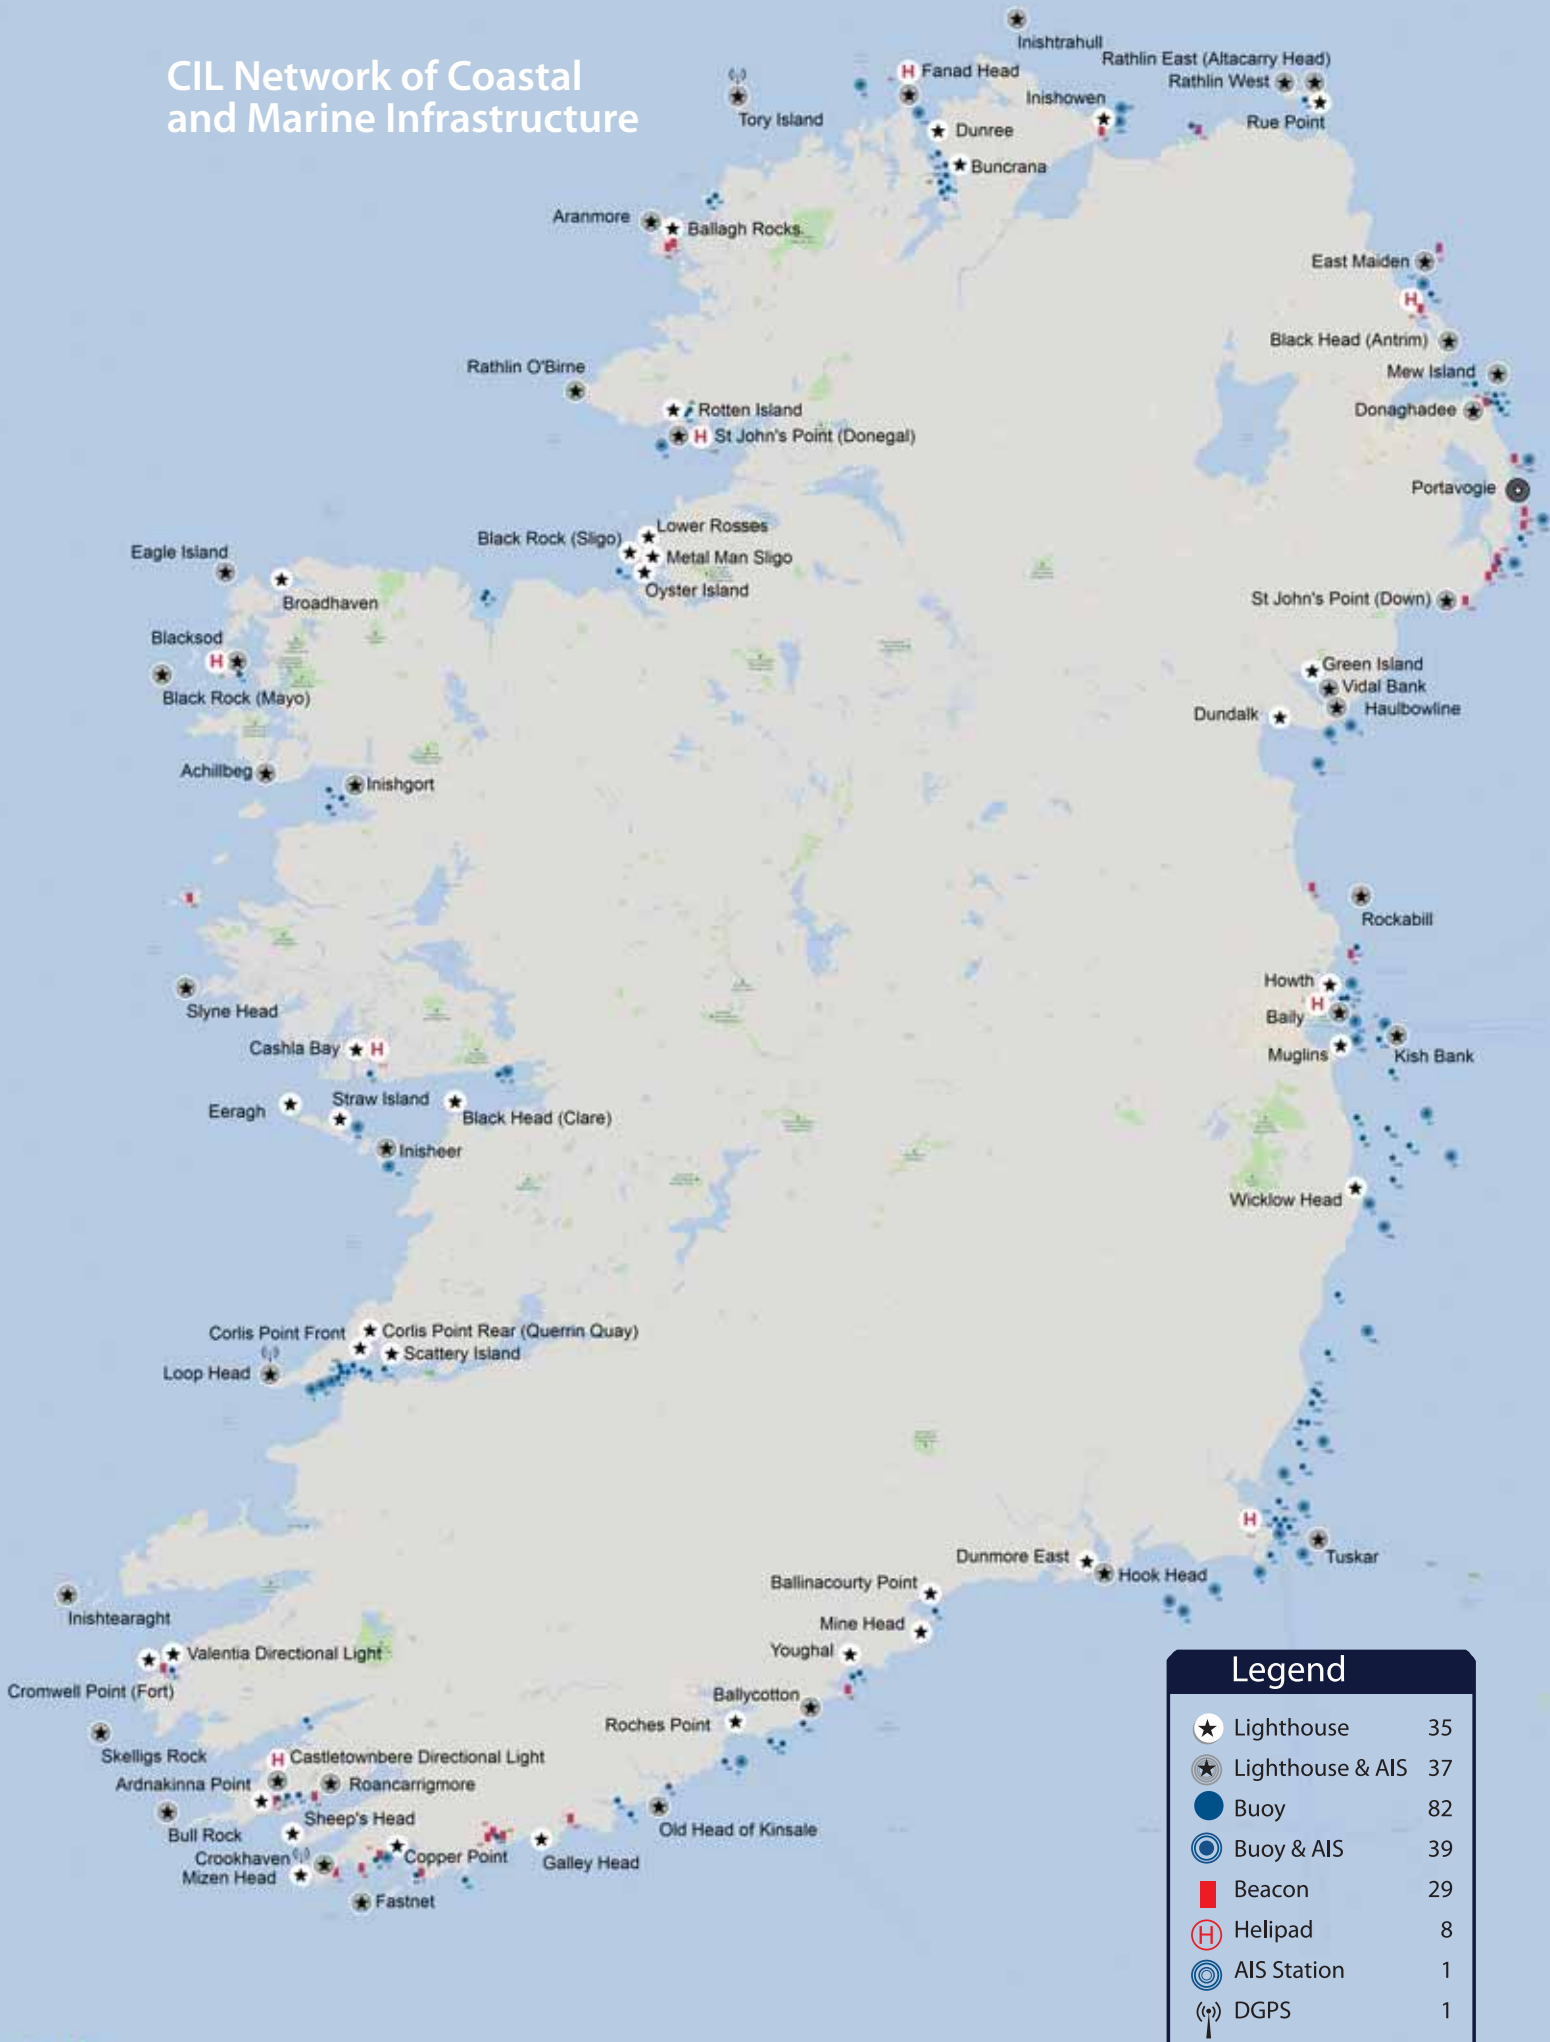 CIL Network of Coastal
and Marine Infrastructure
Inishtrahull
Rathlin East (Altacarry Head)
Fanad Head
Rathlin West
Inishowen
Tory Island
Rue Point
Dunree
Buncrana
Aranmore
Ballagh Rocks
East Maiden
Black Head (Antrim)
Rathlin O'Birne
Mew Island
Rotten Island
Donaghadee
St John's Point (Donegal)
Portavogie
Lower Rosses
Black Rock (Sligo)
Metal Man Sligo
Eagle Island
Oyster Island
Broadhaven
St John's Point (Down)
Blacksod
Green Island
Vidal Bank
Black Rock (Mayo)
Haulbowline
Dundalk
Achillbeg
Inishgort
Rockabill
Howth
Slyne Head
Baily
Cashla Bay
Muglins
Kish Bank
Straw Island
Eeragh
Black Head (Clare)
Inisheer
Wicklow Head
Corlis Point Front
Corlis Point Rear (Querrin Quay)
Scattery Island
Loop Head
Dunmore East
Tuskar
Hook Head
Ballinacourty Point
Inishtearaght
Mine Head
Youghal
Valentia Directional Light
Cromwell Point (Fort)
Ballycotton
Roches Point
Skelligs Rock
Castletownbere Directional Light
Ardnakinna Point
Roancarrigmore
Sheep's Head
Bull Rock
Old Head of Kinsale
Crookhaven
Copper Point
Galley Head
Mizen Head
Fastnet
Legend
Lighthouse 35
Lighthouse & AIS 37
Buoy 82
Buoy & AIS 39
Beacon 29
H Helipad 8
AIS Station 1
DGPS 1